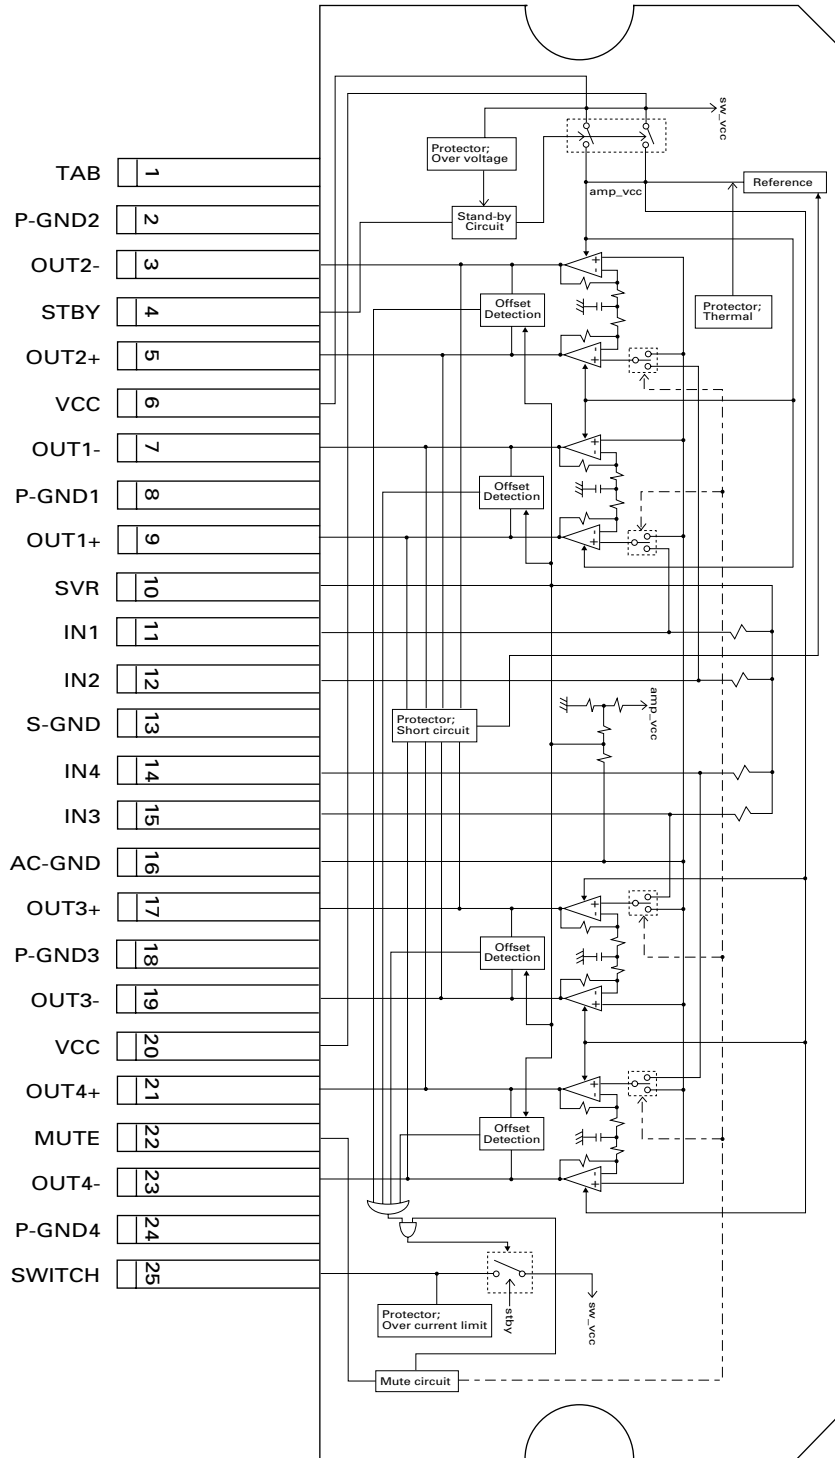 TAB 1
P-GND2 2
OUT2- 3
STBY 4
OUT2+ 5
VCC 6
OUT1- 7
P-GND1 8
OUT1+ 9
SVR 10
IN1 11
IN2 12
S-GND 13
IN4 14
IN3 15
AC-GND 16
OUT3+ 17
P-GND3 18
OUT3- 19
VCC 20
OUT4+ 21
MUTE 22
OUT4- 23
P-GND4 24
SWITCH 25
sw_vcc
Protector;
Over voltage
Reference
amp_vcc
Stand-by
Circuit
+
-
Offset
Detection
Protector;
Thermal
-
+
+
-
Offset
Detection
-
+
amp_vcc
Protector;
Short circuit
+
-
Offset
Detection
-
+
+
-
Offset
Detection
-
+
Protector;
Over current limit
stby
sw_vcc
Mute circuit